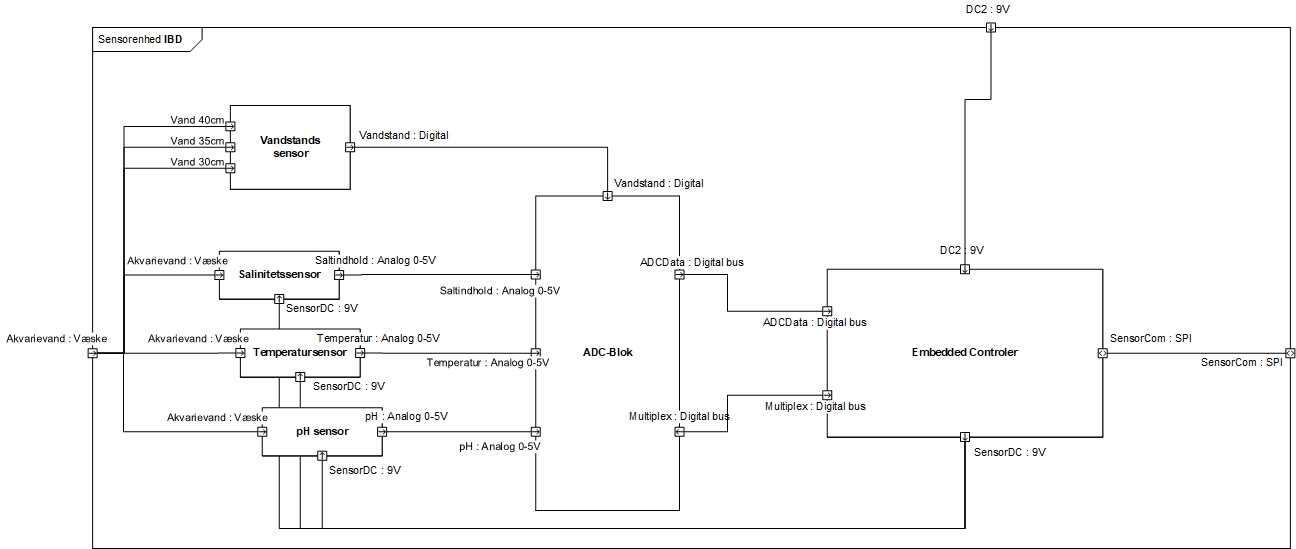 DC2 : 9V
Sensorenhed IBD
Vand 40cm
Vand 35cm
Vand 30cm
Vandstands
sensor
Vandstand : Digital
Vandstand : Digital
Akvarievand : Væske
Salinitetssensor
Saltindhold : Analog 0-5V
Saltindhold : Analog 0-5V
SensorDC : 9V
ADCData : Digital bus
DC2 : 9V
ADCData : Digital bus
Akvarievand : Væske
Akvarievand : Væske
Temperatursensor
Temperatur : Analog 0-5V
Temperatur : Analog 0-5V
SensorDC : 9V
ADC-Blok
Embedded Controler
SensorCom : SPI
SensorCom : SPI
Akvarievand : Væske
pH sensor
pH : Analog 0-5V
pH : Analog 0-5V
SensorDC : 9V
Multiplex : Digital bus
Multiplex : Digital bus
SensorDC : 9V